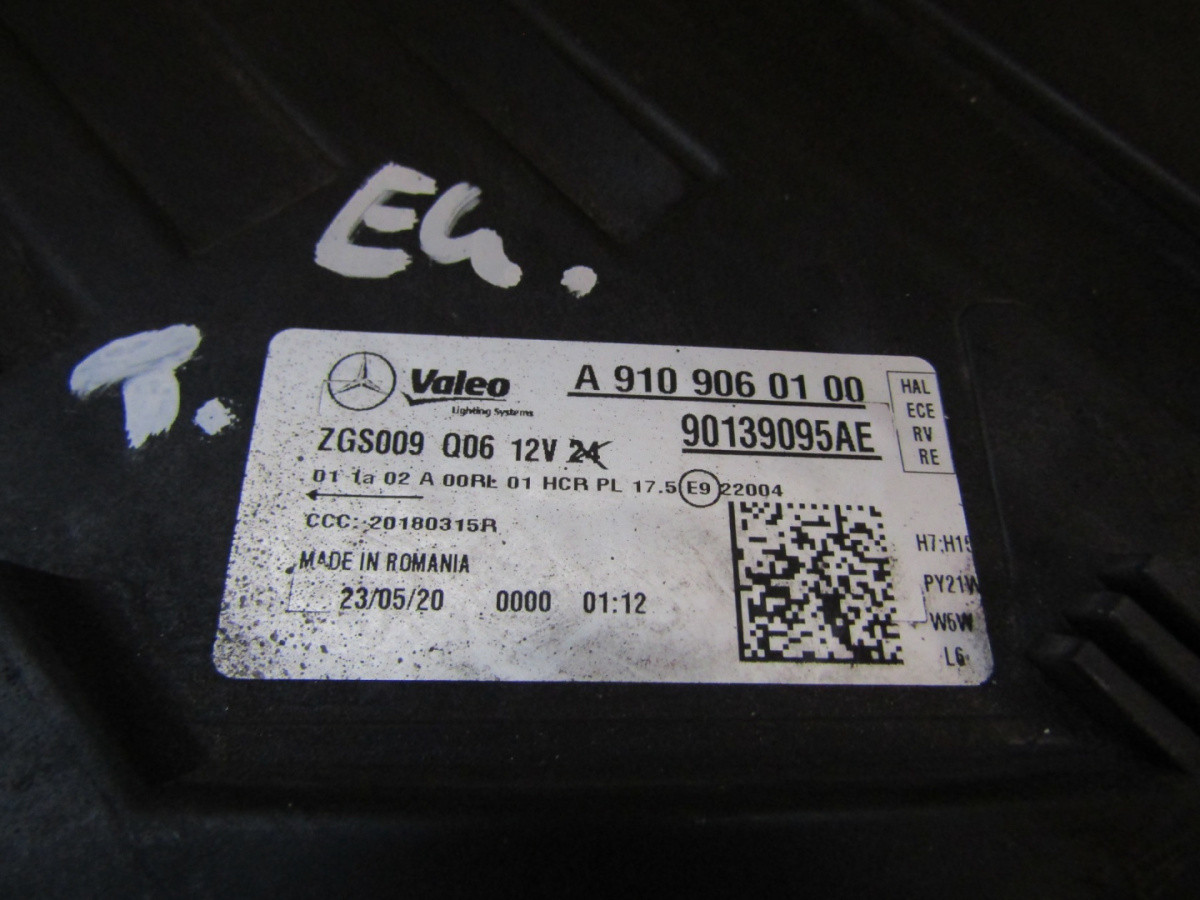 EG.
T.
Valeo
Lighting Systems
A 910 906 01 00
90139095AE
HAL
ECE
RV
RE
ZGS009 Q06 12V 24
01 1a 02 A 00RL 01 HCR PL 17.5 E9 22004
CCC: 20180315R
MADE IN ROMANIA
23/05/20 0000 01:12
H7:H15
PY21W
W5W